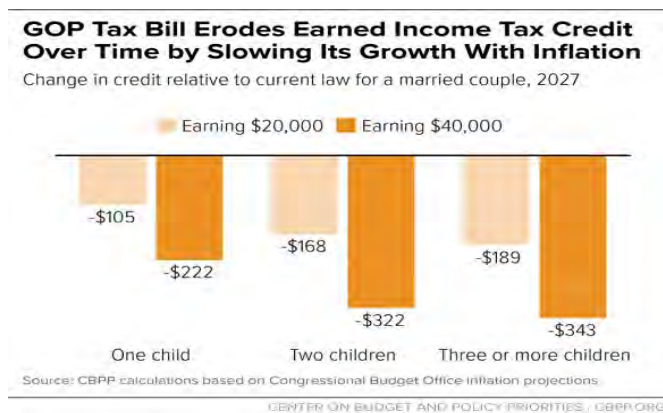 GOP Tax Bill Erodes Earned Income Tax Credit
Over Time by Slowing Its Growth With Inflation
Change in credit relative to current law for a married couple, 2027
Earning $20,000 Earning $40,000
-$105
-$222
-$168
-$322
-$189
-$343
One child Two children Three or more children
Source: CBPP calculations based on Congressional Budget Office inflation projections
CENTER ON BUDGET AND POLICY PRIORITIES / CBPP.ORG